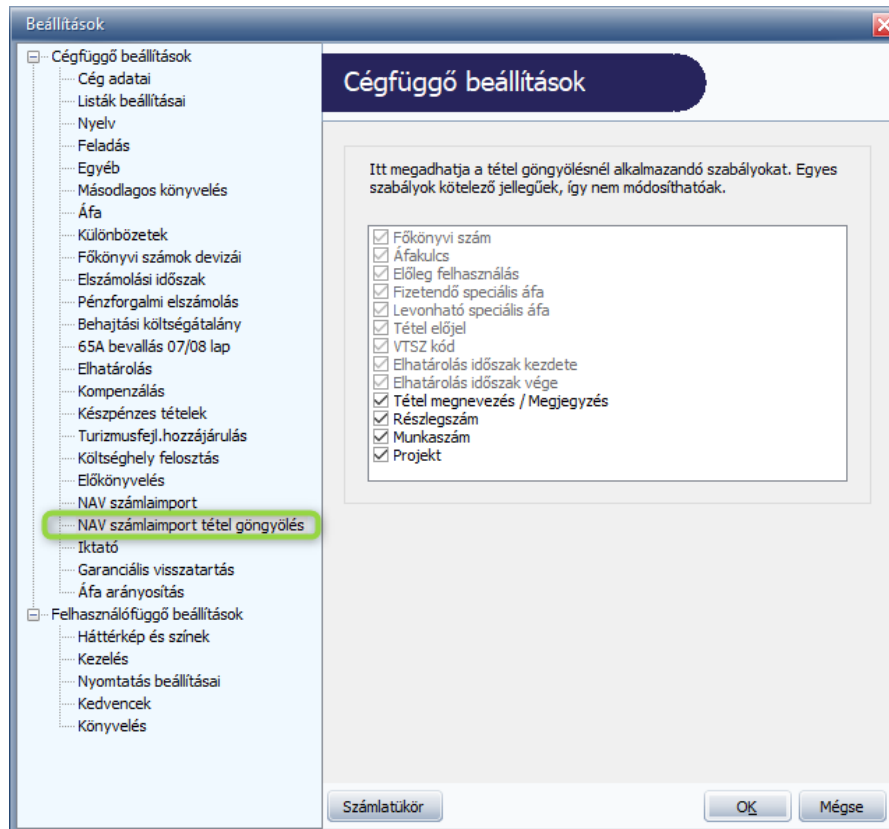 Beállítások
Cégfüggő beállítások
Cég adatai
Listák beállításai
Nyelv
Feladás
Egyéb
Másodlagos könyvelés
Áfa
Különbözetek
Főkönyvi számok devizái
Elszámolási időszak
Pénzforgalmi elszámolás
Behajtási költségátalány
65A bevallás 07/08 lap
Elhatárolás
Kompenzálás
Készpénzes tételek
Turizmusfejl.hozzájárulás
Költséghely felosztás
Előkönyvelés
NAV számlaimport
NAV számlaimport tétel göngyölés
Iktató
Garanciális visszatartás
Áfa arányosítás
Felhasználófüggő beállítások
Háttérkép és színek
Kezelés
Nyomtatás beállításai
Kedvencek
Könyvelés
Cégfüggő beállítások
Itt megadhatja a tétel göngyölésnél alkalmazandó szabályokat. Egyes
szabályok kötelező jellegűek, így nem módosíthatóak.
Főkönyvi szám
Áfakulcs
Előleg felhasználás
Fizetendő speciális áfa
Levonható speciális áfa
Tétel előjel
VTSZ kód
Elhatárolás időszak kezdete
Elhatárolás időszak vége
Tétel megnevezés / Megjegyzés
Részlegszám
Munkaszám
Projekt
Számlatükör
OK
Mégse